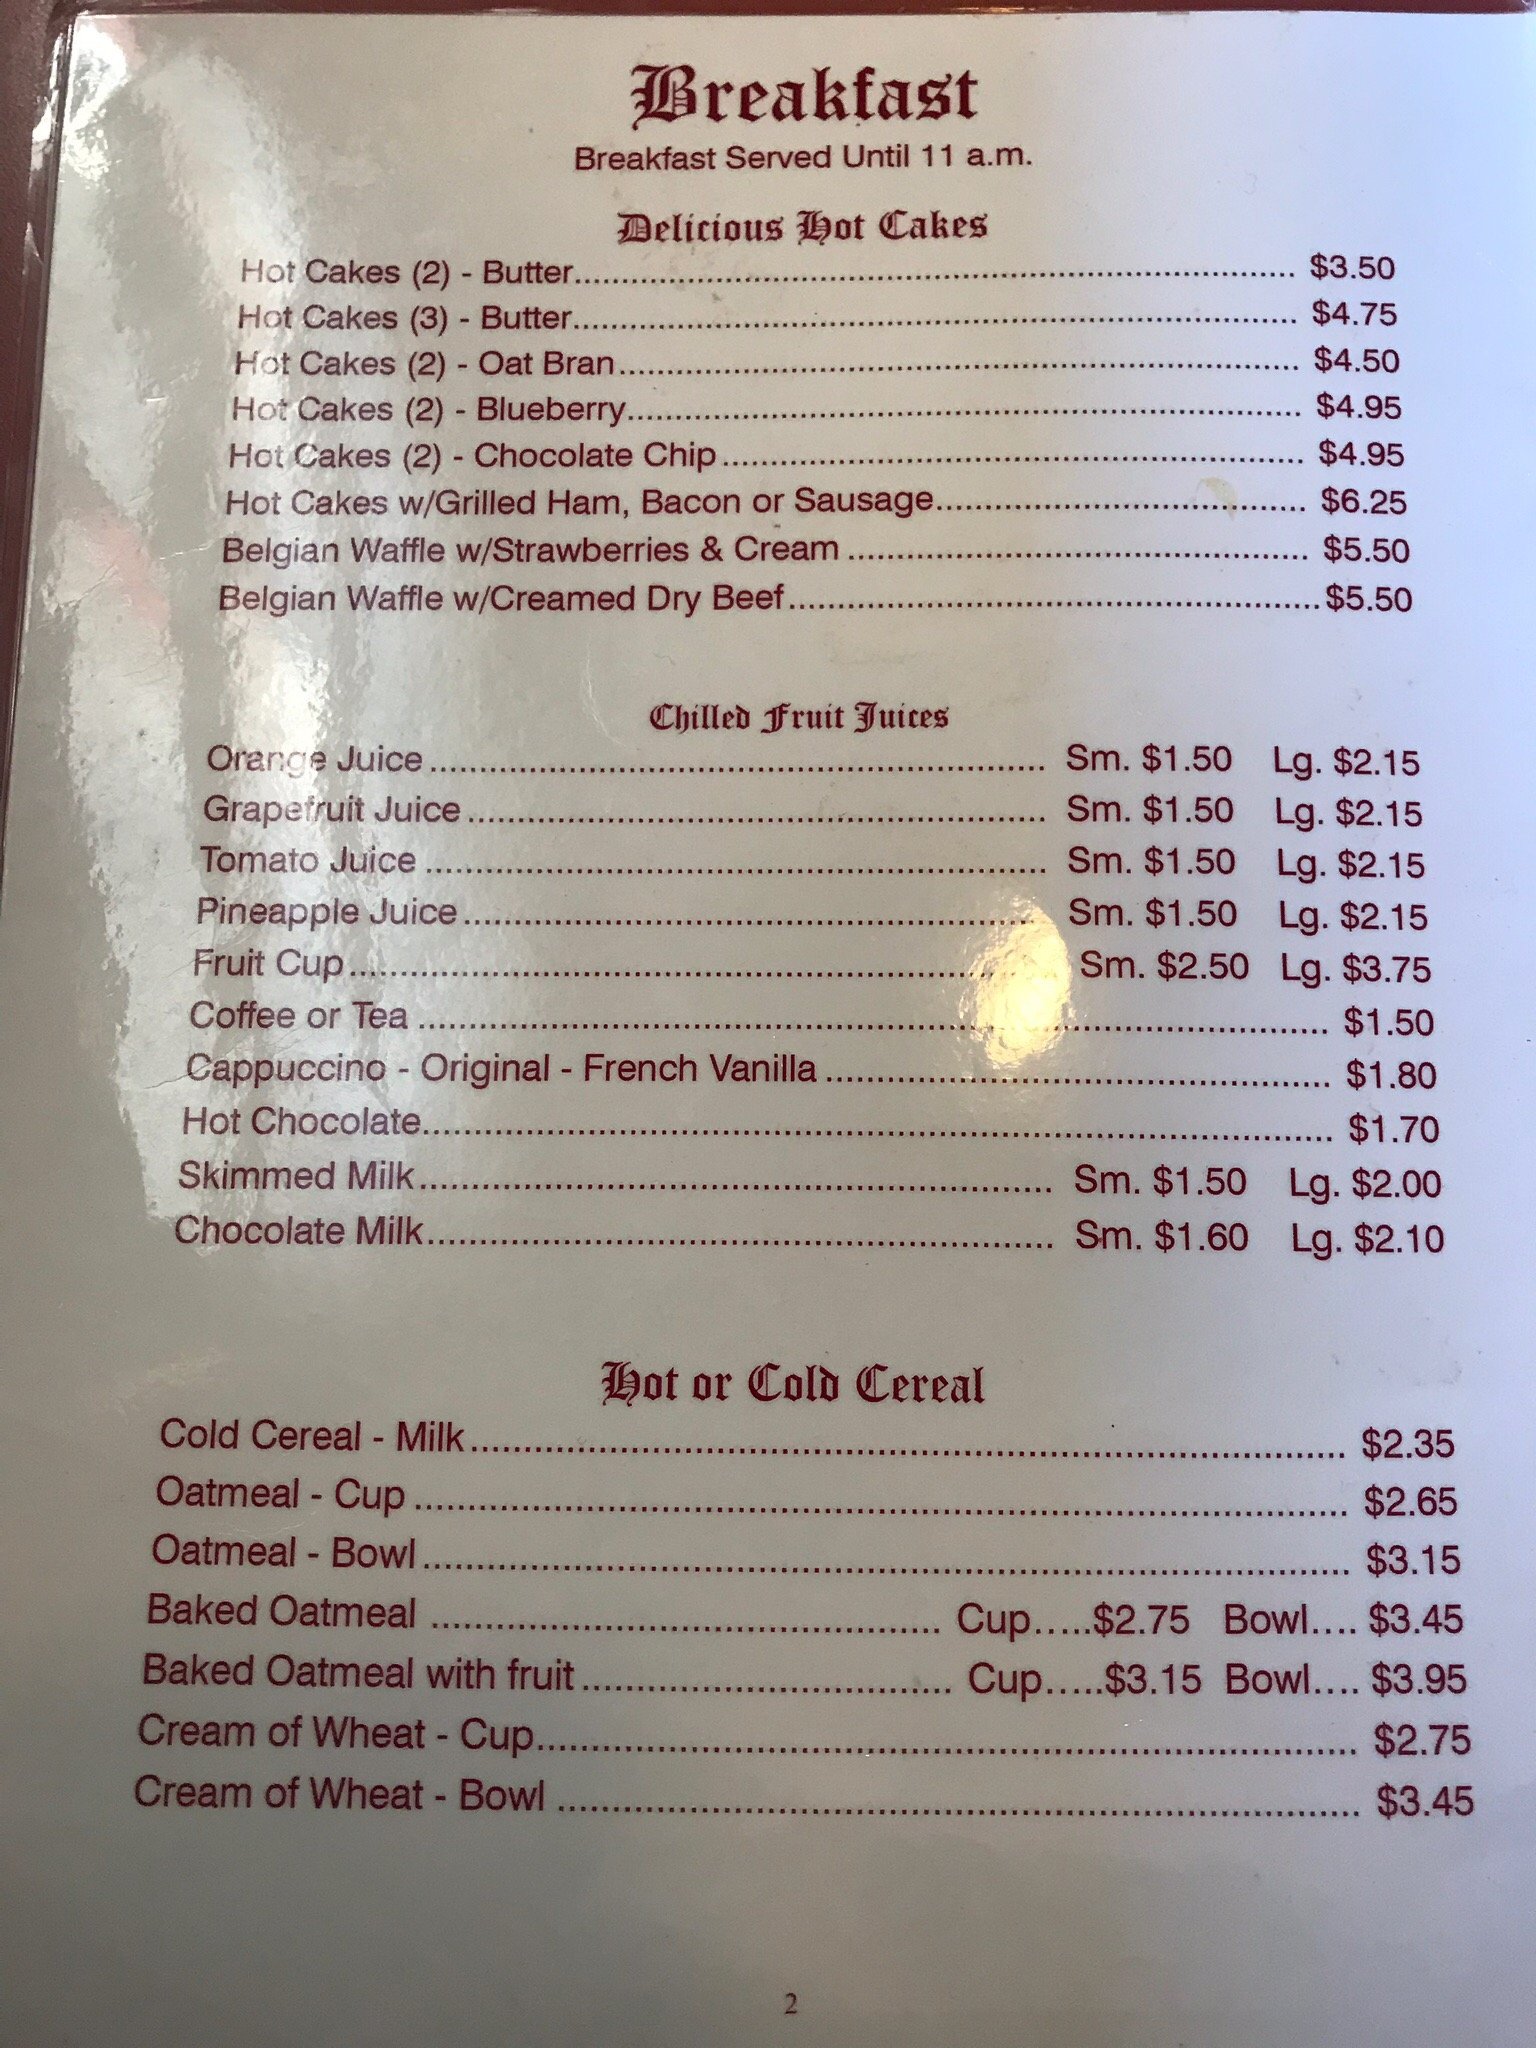 Breakfast
Breakfast Served Until 11 a.m.
Delicious Hot Cakes
Hot Cakes (2) - Butter................ $3.50
Hot Cakes (3) - Butter................ $4.75
Hot Cakes (2) - Oat Bran................ $4.50
Hot Cakes (2) - Blueberry................ $4.95
Hot Cakes (2) - Chocolate Chip................ $4.95
Hot Cakes w/Grilled Ham, Bacon or Sausage................ $6.25
Belgian Waffle w/Strawberries & Cream ................ $5.50
Belgian Waffle w/Creamed Dry Beef................ $5.50
Chilled Fruit Juices
Orange Juice ................ Sm. $1.50 Lg. $2.15
Grapefruit Juice ................ Sm. $1.50 Lg. $2.15
Tomato Juice ................ Sm. $1.50 Lg. $2.15
Pineapple Juice ................ Sm. $1.50 Lg. $2.15
Fruit Cup................ Sm. $2.50 Lg. $3.75
Coffee or Tea ................ $1.50
Cappuccino - Original - French Vanilla ................ $1.80
Hot Chocolate................ $1.70
Skimmed Milk................ Sm. $1.50 Lg. $2.00
Chocolate Milk................ Sm. $1.60 Lg. $2.10
Hot or Cold Cereal
Cold Cereal - Milk................ $2.35
Oatmeal - Cup ................ $2.65
Oatmeal - Bowl ................ $3.15
Baked Oatmeal ................ Cup.....$2.75 Bowl.... $3.45
Baked Oatmeal with fruit ................ Cup.....$3.15 Bowl.... $3.95
Cream of Wheat - Cup................ $2.75
Cream of Wheat - Bowl ................ $3.45
2